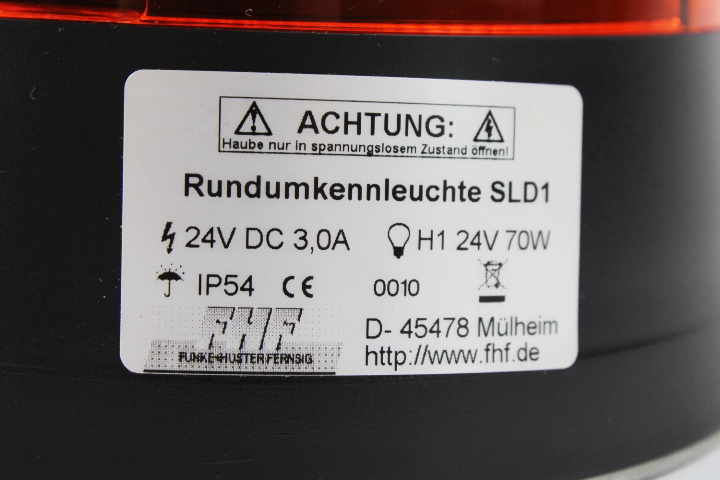 ACHTUNG:
Haube nur in spannungslosem Zustand öffnen!
Rundumkennleuchte SLD1
24V DC 3,0A H1 24V 70W
IP54 CE 0010
FHF
FUNKE+HUSTER FERNSIG
D- 45478 Mülheim
http://www.fhf.de